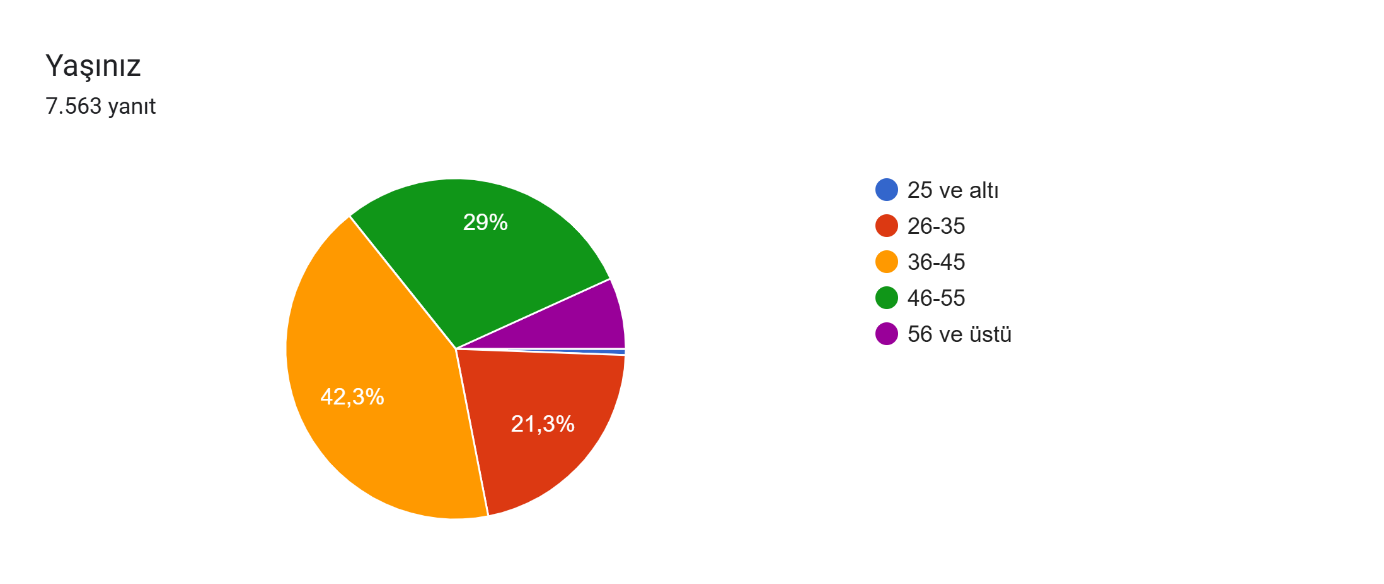 Yaşınız
7.563 yanıt
29%
42,3%
21,3%
25 ve altı
26-35
36-45
46-55
56 ve üstü